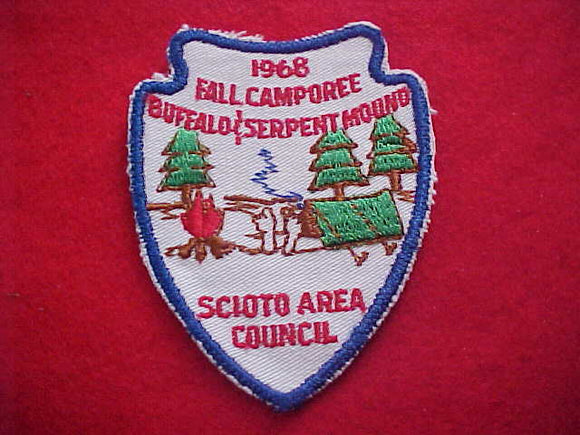 1968
FALL CAMPOREE
BUFFALO & SERPENT MOUND
SCIOTO AREA
COUNCIL